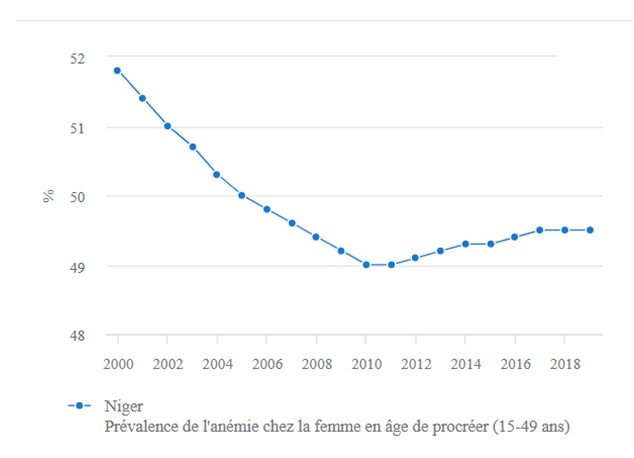 52
51
%
50
49
48
2000 2002 2004 2006 2008 2010 2012 2014 2016 2018
Niger
Prévalence de l'anémie chez la femme en âge de procréer (15-49 ans)